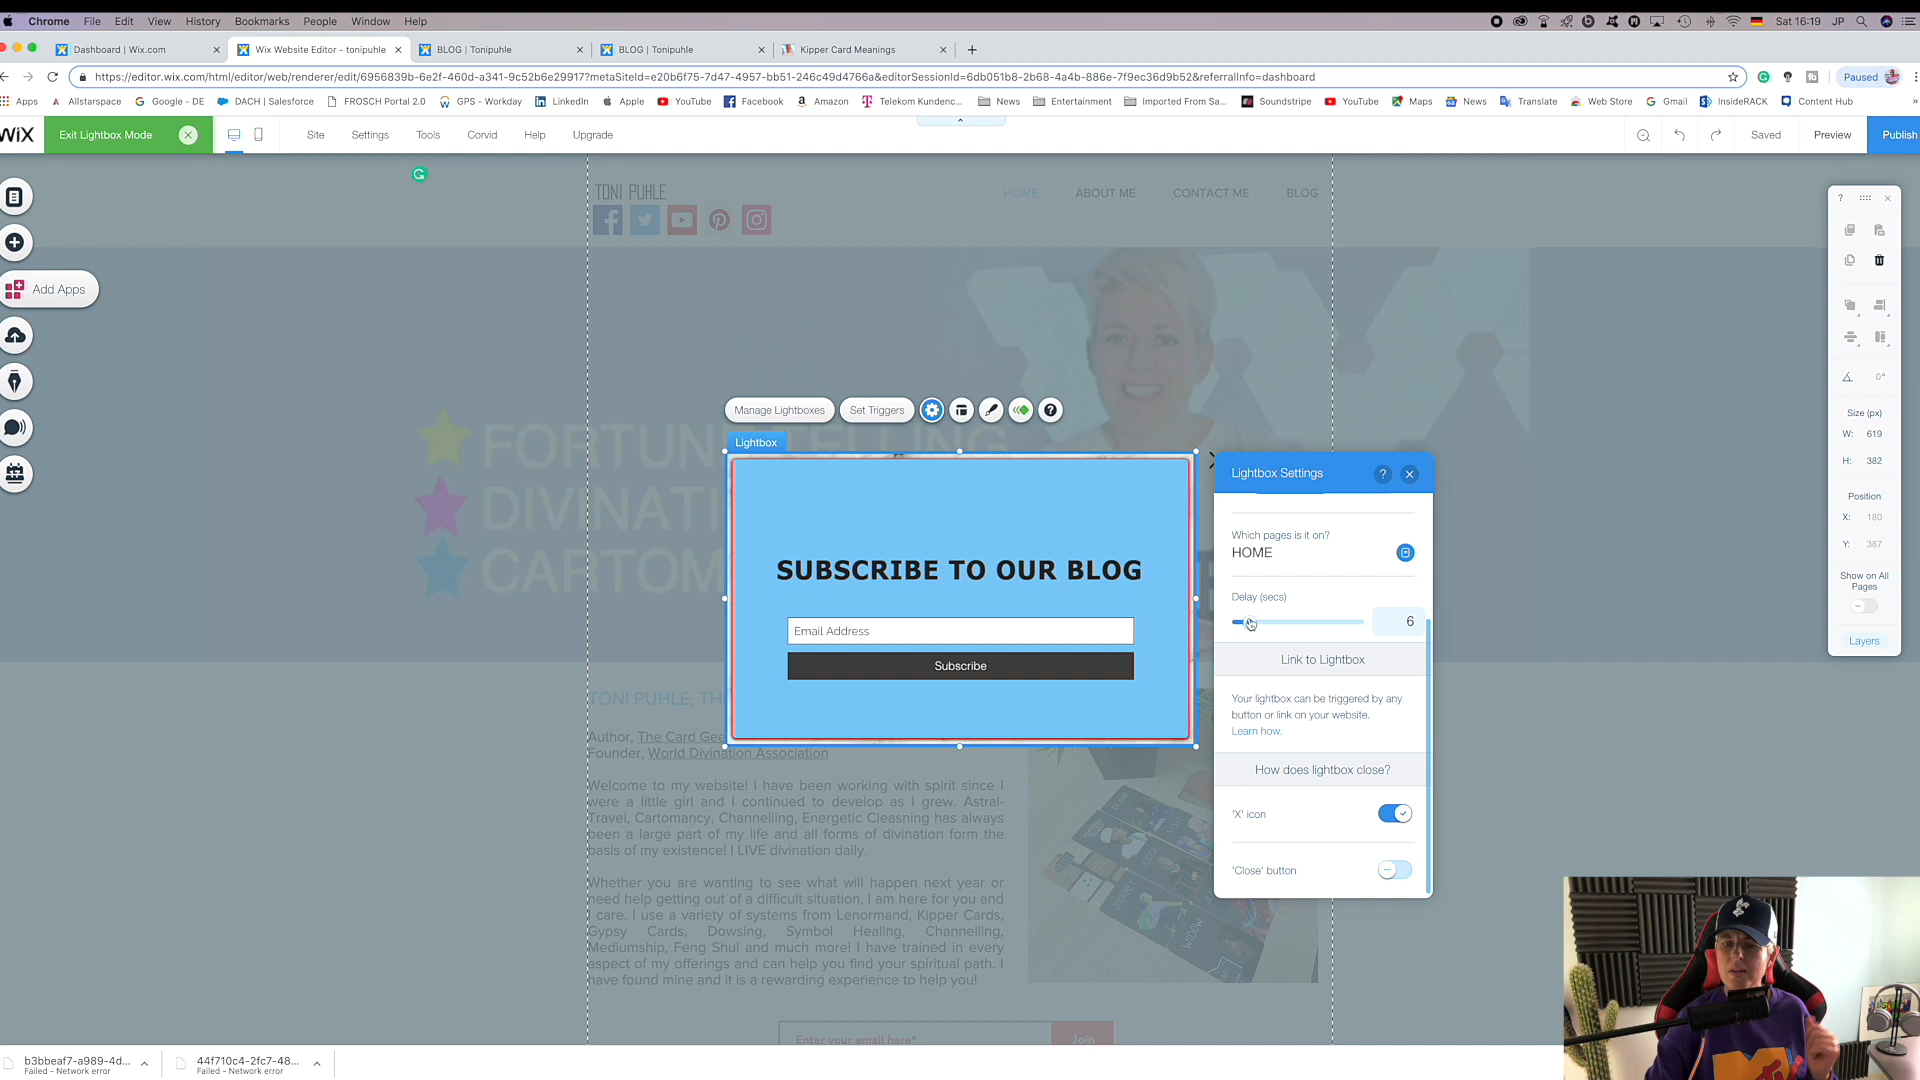 Chrome File Edit View History Bookmarks People Window Help Sat 16:19 JP
Dashboard | Wix.com
Wix Website Editor - tonipuhle
BLOG | Tonipuhle
BLOG | Tonipuhle
Kipper Card Meanings
https://editor.wix.com/html/editor/web/renderer/edit/6956839b-6e2f-460d-a341-9c52b6e29917?metaSiteId=e20b6f75-7d47-4957-bb51-246c49d4766a&editorSessionId=6db051b8-2b68-4a4b-886e-7f9ec36d9b52&referralInfo=dashboard
Paused
Apps Allstarspace Google - DE DACH | Salesforce FROSCH Portal 2.0 GPS - Workday LinkedIn Apple YouTube Facebook Amazon Telekom Kundenc... News Entertainment Imported From Sa... Soundstripe YouTube Maps News Translate Web Store Gmail InsideRACK Content Hub
WIX Exit Lightbox Mode Site Settings Tools Corvid Help Upgrade Saved Preview Publish
TONI PUHLE
HOME ABOUT ME CONTACT ME BLOG
Add Apps
FORTUNETELLING
DIVINAT
CARTOM
Manage Lightboxes Set Triggers
Lightbox
SUBSCRIBE TO OUR BLOG
Email Address
Subscribe
Lightbox Settings
Which pages is it on?
HOME
Delay (secs)
6
Link to Lightbox
Your lightbox can be triggered by any
button or link on your website.
Learn how.
How does lightbox close?
'X' icon
'Close' button
0°
Size (px)
W: 619
H: 382
Position
X: 180
Y: 387
Show on All
Pages
Layers
TONI PUHLE, TH
Author, The Card Gee
Founder, World Divination Association
Welcome to my website! I have been working with spirit since I
were a little girl and I continued to develop as I grew. Astral-
Travel, Cartomancy, Channelling, Energetic Cleasning has always
been a large part of my life and all forms of divination form the
basis of my existence! I LIVE divination daily.
Whether you are wanting to see what will happen next year or
need help getting out of a difficult situation, I am here for you and
I care. I use a variety of systems from Lenormand, Kipper Cards,
Gypsy Cards, Dowsing, Symbol Healing, Channelling,
Mediumship, Feng Shui and much more! I have trained in every
aspect of my offerings and can help you find your spiritual path. I
have found mine and it is a rewarding experience to help you!
WIDOW
Enter your email here*
Join
b3bbeaf7-a989-4d...
Failed - Network error
44f710c4-2fc7-48...
Failed - Network error